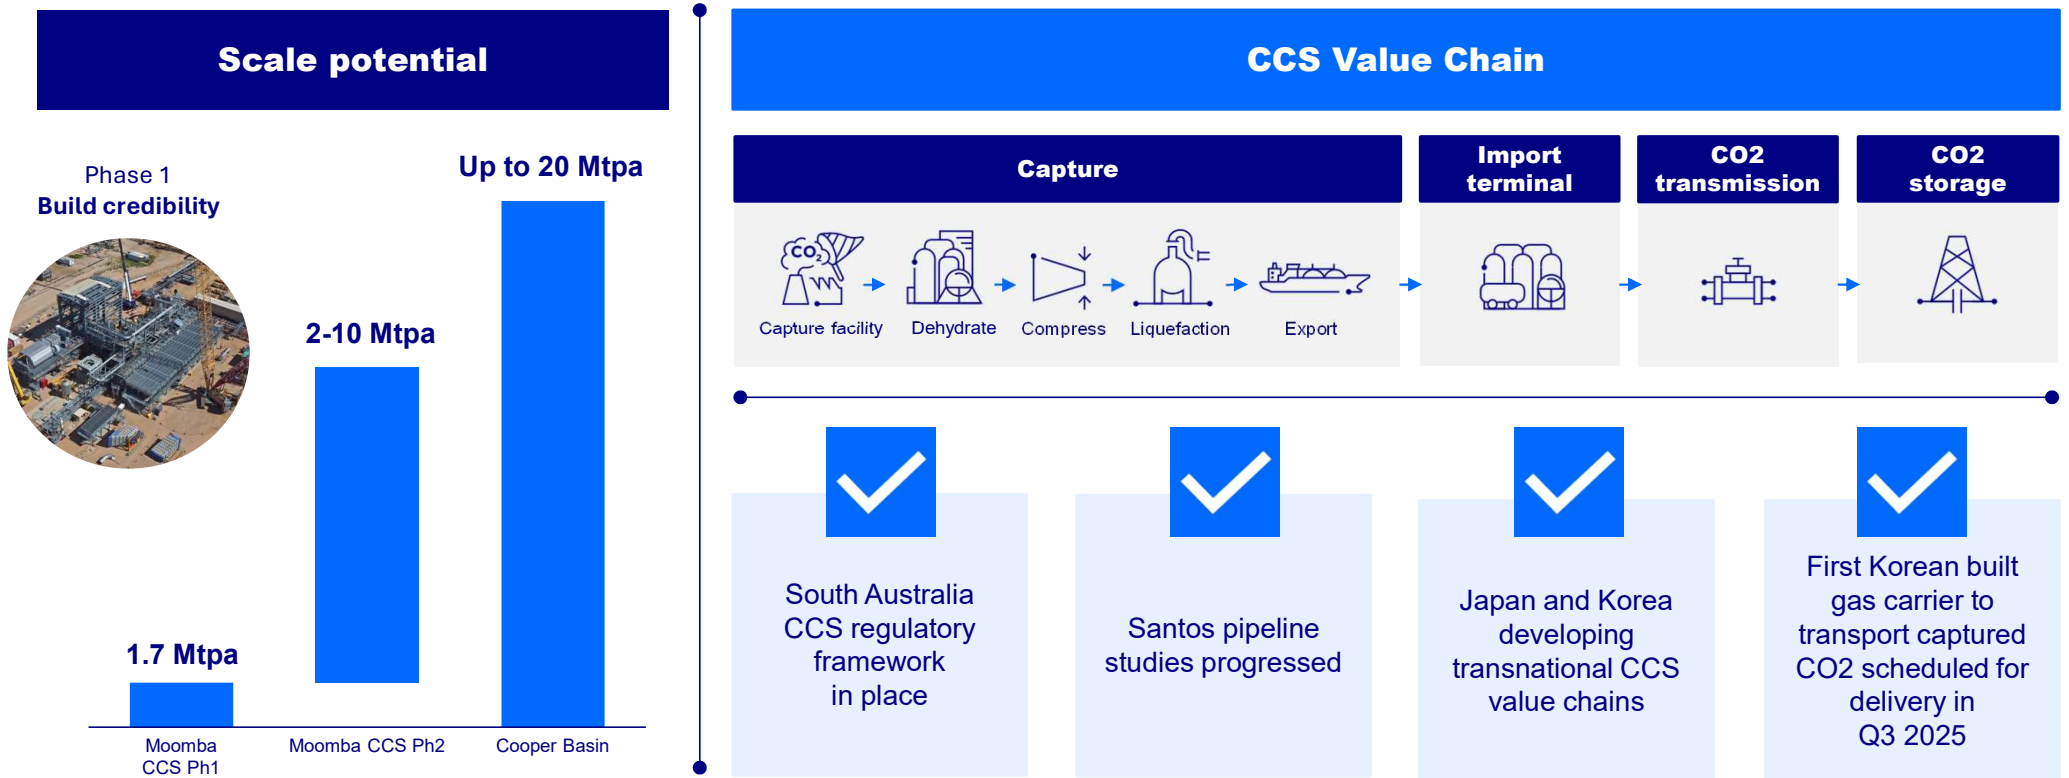 Scale potential
Phase 1
Build credibility
Up to 20 Mtpa
2-10 Mtpa
1.7 Mtpa
Moomba
CCS Ph1
Moomba CCS Ph2
Cooper Basin
CCS Value Chain
Capture
Import
terminal
CO2
transmission
CO2
storage
CO2
Capture facility
Dehydrate
Compress
Liquefaction
Export
South Australia
CCS regulatory
framework
in place
Santos pipeline
studies progressed
Japan and Korea
developing
transnational CCS
value chains
First Korean built
gas carrier to
transport captured
CO2 scheduled for
delivery in
Q3 2025